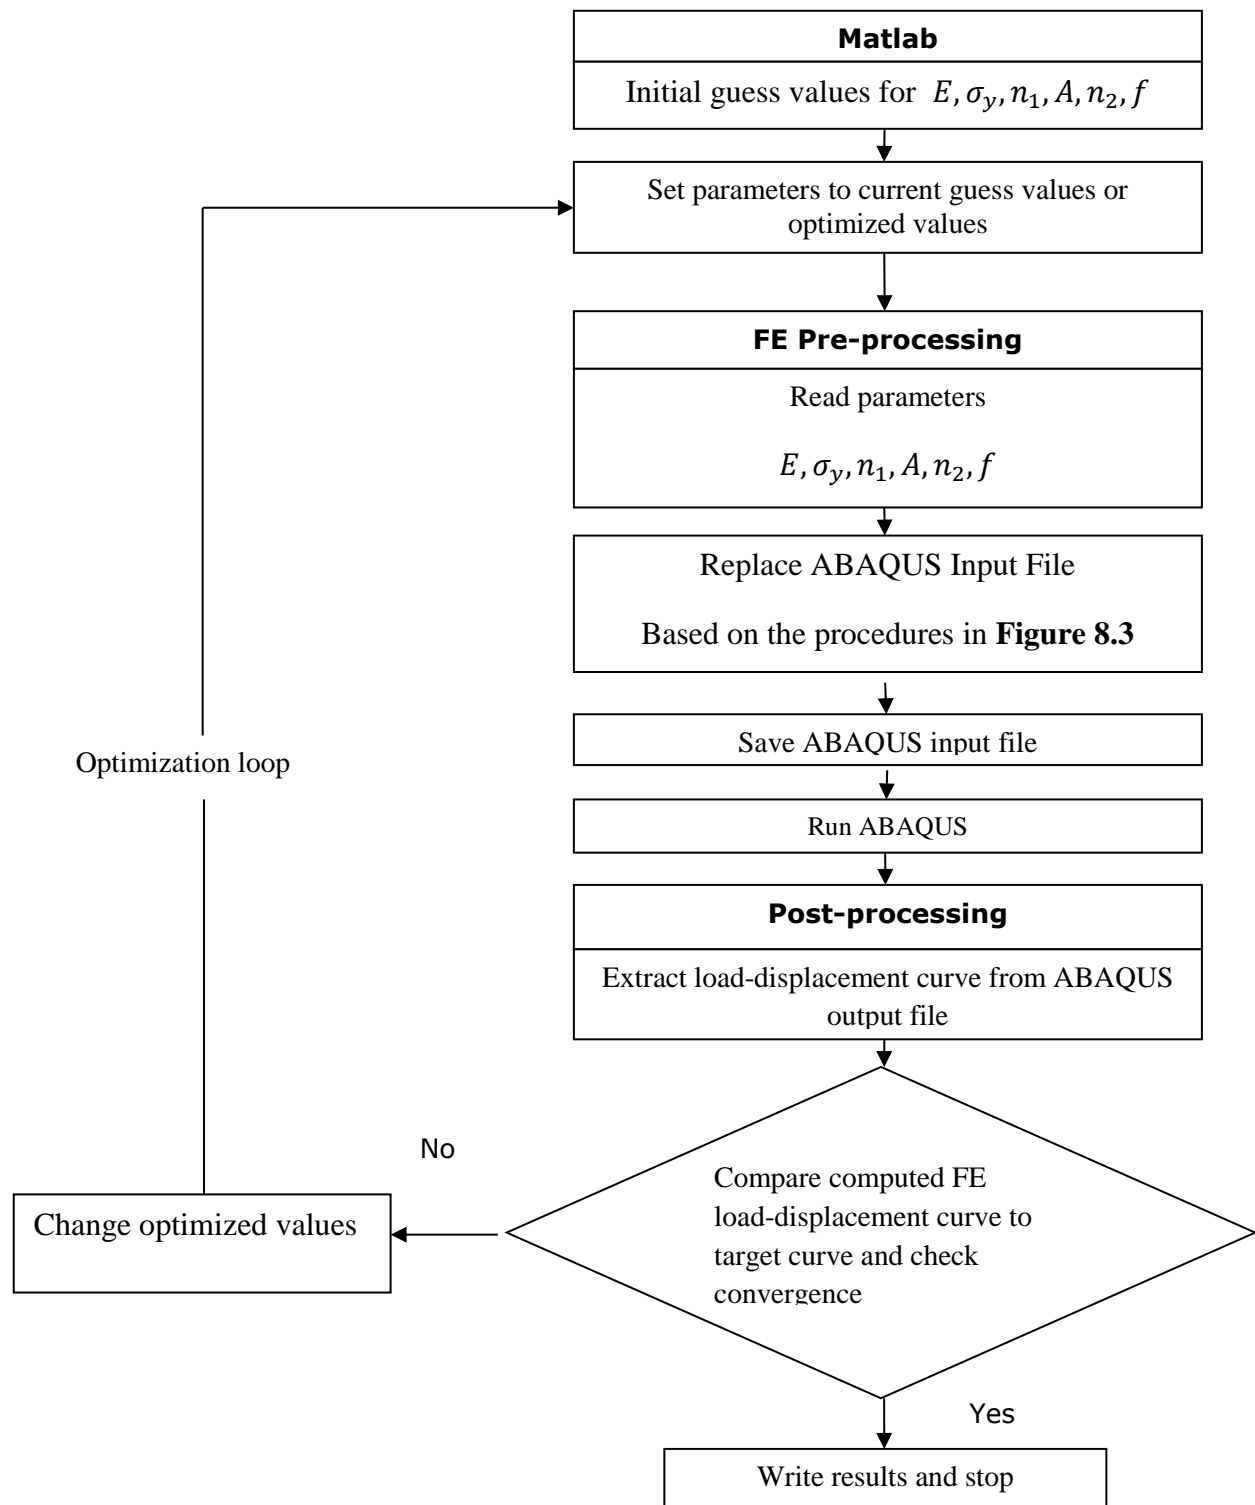 Matlab
Initial guess values for E, σ_y, n_1, A, n_2, f
Set parameters to current guess values or
optimized values
FE Pre-processing
Read parameters
E, σ_y, n_1, A, n_2, f
Replace ABAQUS Input File
Based on the procedures in Figure 8.3
Save ABAQUS input file
Optimization loop
Run ABAQUS
Post-processing
Extract load-displacement curve from ABAQUS
output file
No
Compare computed FE
load-displacement curve to
target curve and check
convergence
Change optimized values
Yes
Write results and stop